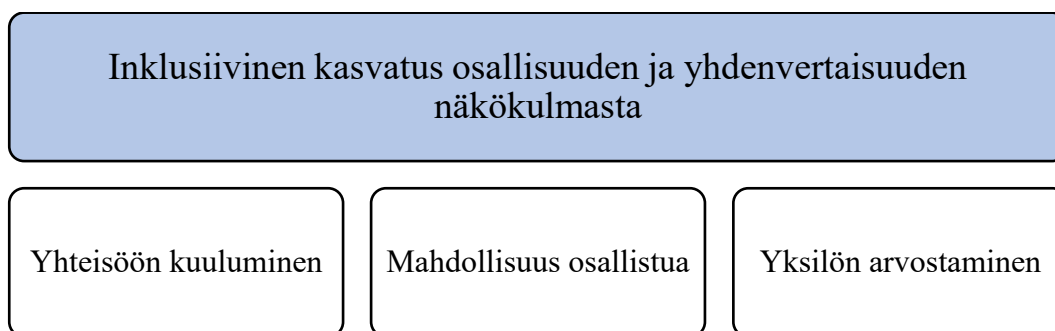 Inklusiivinen kasvatus osallisuuden ja yhdenvertaisuuden
näkökulmasta
Yhteisöön kuuluminen
Mahdollisuus osallistua
Yksilön arvostaminen